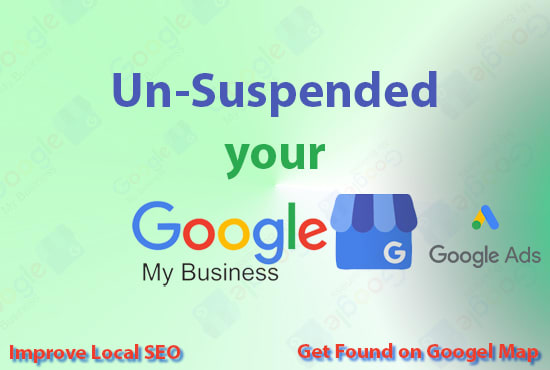 Un-Suspended
your
Google
My Business
G
Google Ads
Improve Local SEO
Get Found on Googel Map